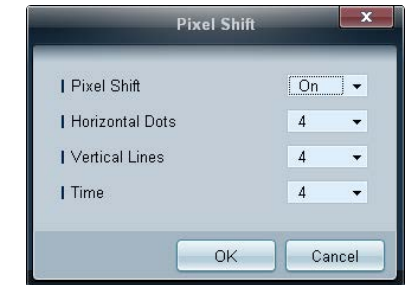 Pixel Shift
x
Pixel Shift On
Horizontal Dots 4
Vertical Lines 4
Time 4
OK Cancel